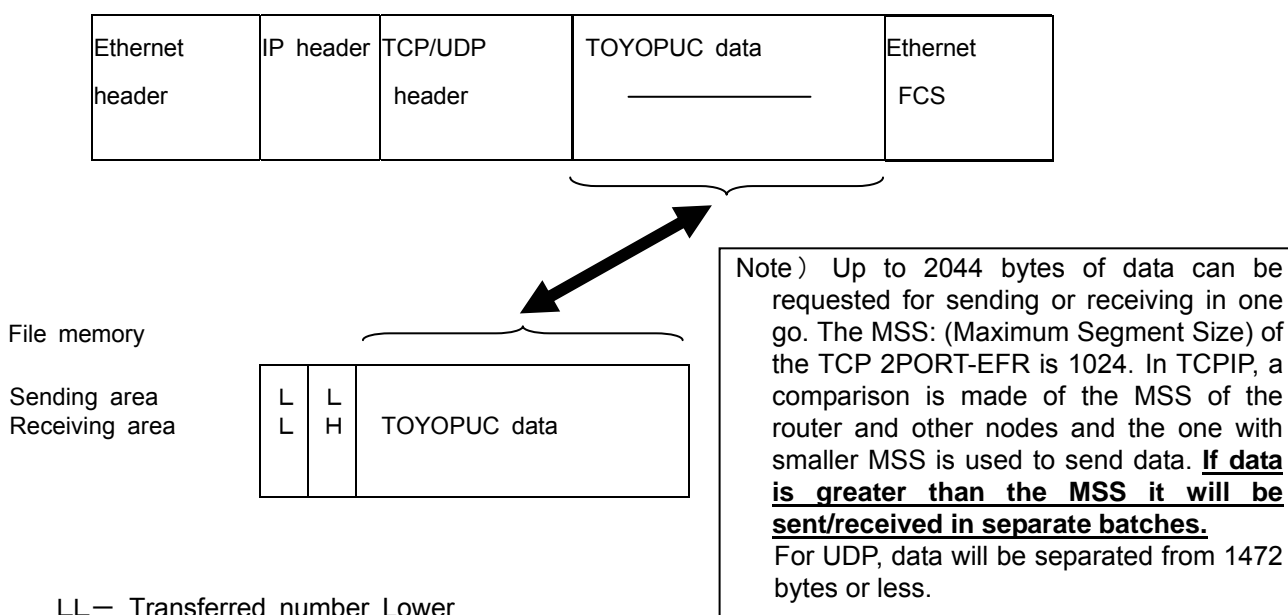 Ethernet header
IP header
TCP/UDP header
TOYOPUC data
Ethernet FCS
Note） Up to 2044 bytes of data can be
requested for sending or receiving in one
go. The MSS: (Maximum Segment Size) of
the TCP 2PORT-EFR is 1024. In TCPIP, a
comparison is made of the MSS of the
router and other nodes and the one with
smaller MSS is used to send data. If data
is greater than the MSS it will be
sent/received in separate batches.
For UDP, data will be separated from 1472
bytes or less.
File memory
Sending area
Receiving area
L L
L H
TOYOPUC data
LL－ Transferred number Lower